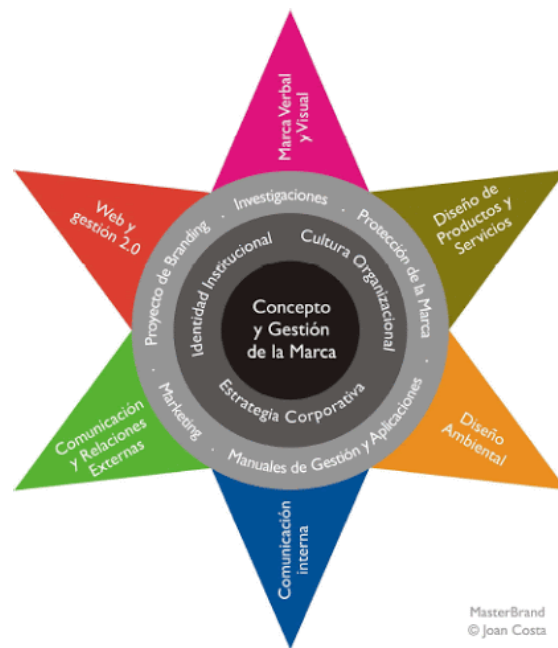 Marca Verbal
y Visual
Diseño de
Productos y
Servicios
Diseño
Ambiental
Comunicación
interna
Comunicación
y Relaciones
Externas
Web y
gestión 2.0
Proyecto de Branding · Investigaciones · Protección de la Marca · Manuales de Gestión y Aplicaciones · Marketing ·
Identidad Institucional
Cultura Organizacional
Estrategia Corporativa
Concepto
y Gestión
de la Marca
MasterBrand
© Joan Costa